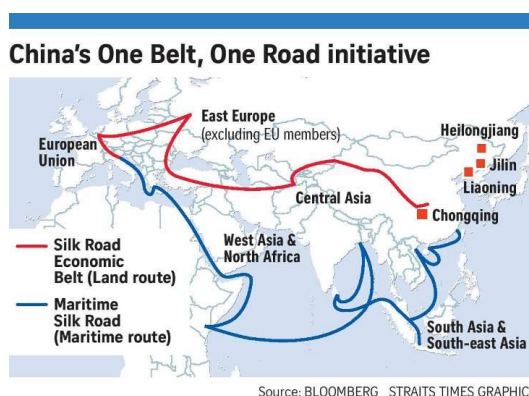 China's One Belt, One Road initiative
East Europe
(excluding EU members)
European
Union
Heilongjiang
Jilin
Liaoning
Central Asia
Chongqing
West Asia &
North Africa
Silk Road
Economic
Belt (Land route)
Maritime
Silk Road
(Maritime route)
South Asia &
South-east Asia
Source: BLOOMBERG STRAITS TIMES GRAPHIC